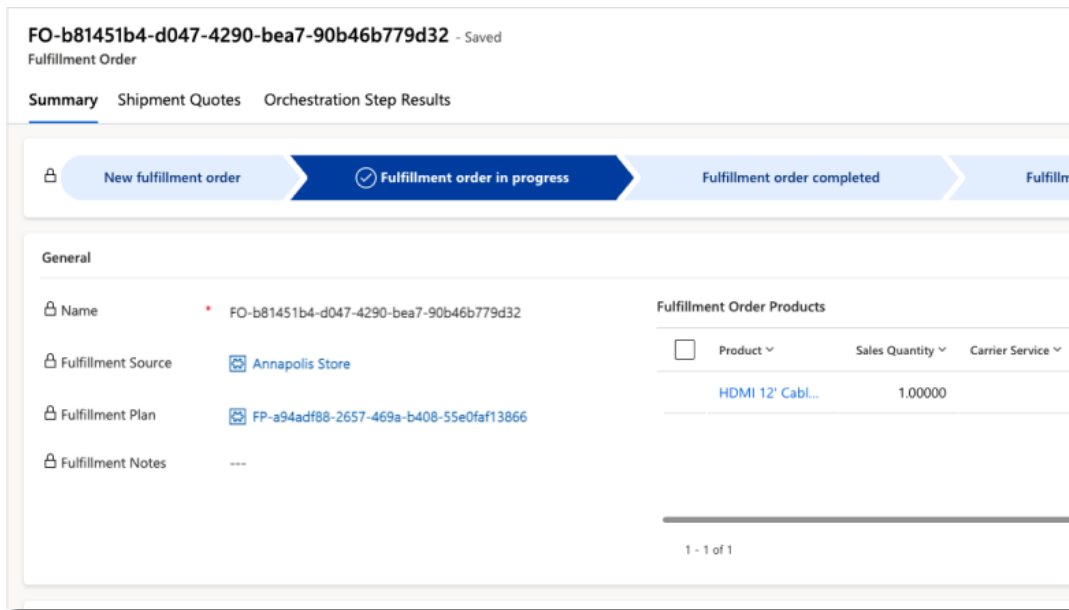 FO-b81451b4-d047-4290-bea7-90b46b779d32 - Saved
Fulfillment Order
Summary Shipment Quotes Orchestration Step Results
New fulfillment order Fulfillment order in progress Fulfillment order completed Fulfillm
General
Name * FO-b81451b4-d047-4290-bea7-90b46b779d32
Fulfillment Source Annapolis Store
Fulfillment Plan FP-a94adf88-2657-469a-b408-55e0faf13866
Fulfillment Notes ---
Fulfillment Order Products
Product Sales Quantity Carrier Service
HDMI 12' Cabl... 1.00000
1 - 1 of 1